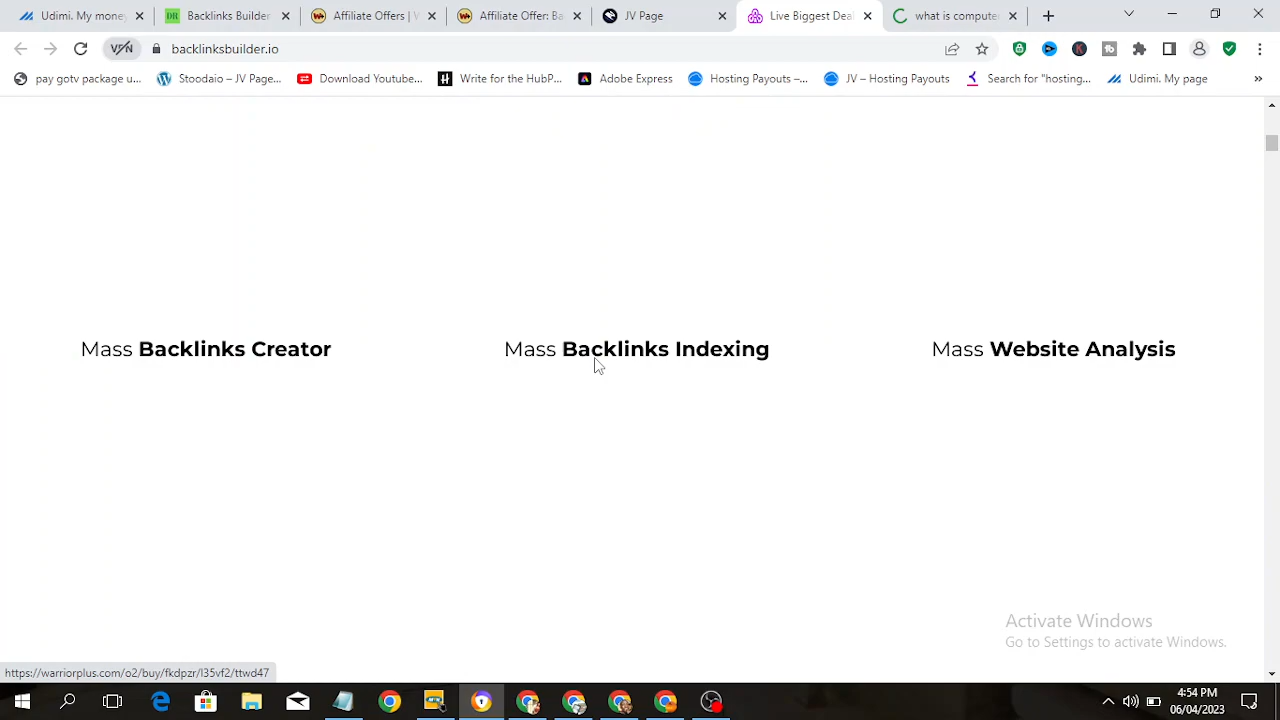 Udimi. My mone
Backlinks Builder
Affiliate Offers | V
Affiliate Offer: Ba
JV Page
Live Biggest Dea
what is compute
VPN
backlinksbuilder.io
pay gotv package u...
Stoodaio – JV Page...
Download Youtube...
Write for the HubP...
Adobe Express
Hosting Payouts –...
JV – Hosting Payouts
Search for "hosting...
Udimi. My page
»
Mass Backlinks Creator
Mass Backlinks Indexing
Mass Website Analysis
Activate Windows
Go to Settings to activate Windows.
https://warriorplus.com/o2/buy/fkdpzr/l35vf2/ttwd47
4:54 PM
06/04/2023